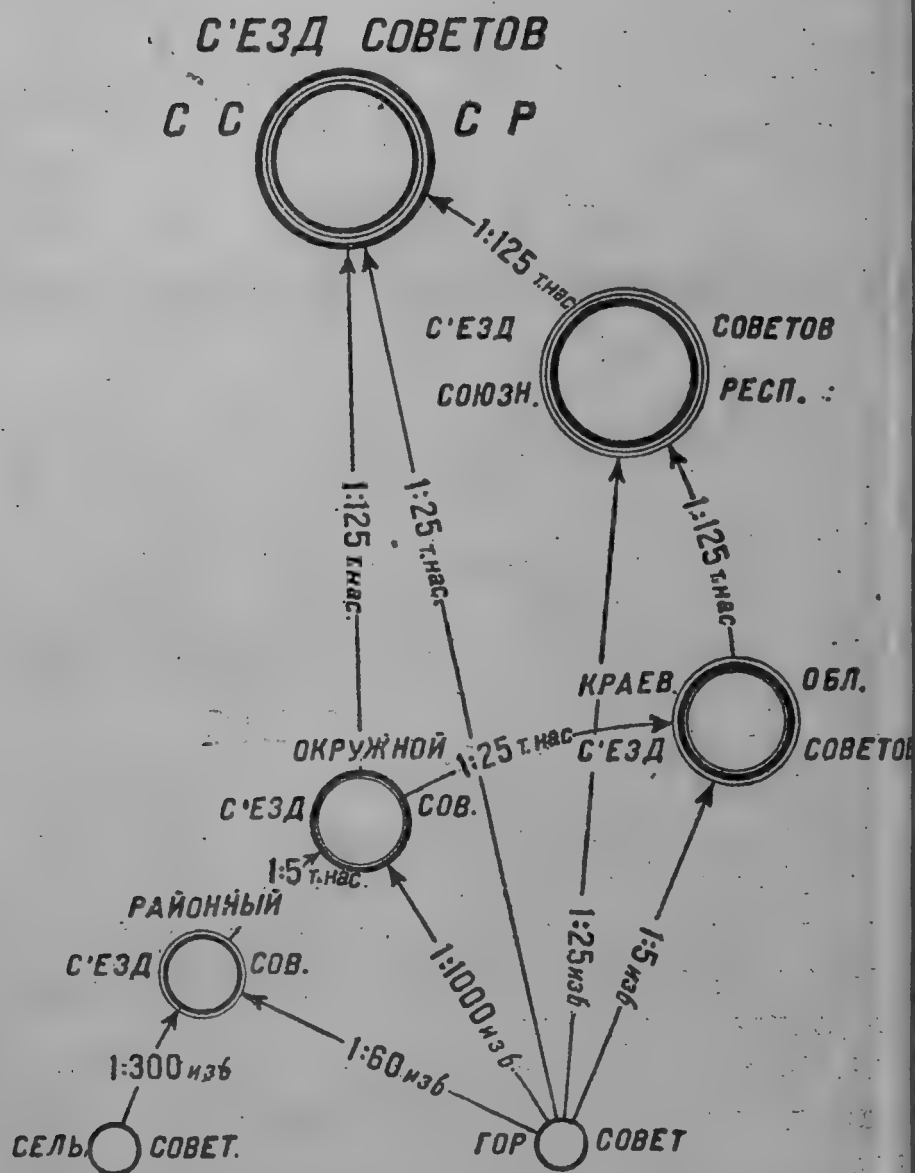 С'ЕЗД СОВЕТОВ
С С С Р
1:125 т.нас.
С'ЕЗД СОВЕТОВ
СОЮЗН. РЕСП.
1:125 т.нас.
1:25 т.нас.
1:125 т.нас
КРАЕВ. ОБЛ.
С'ЕЗД СОВЕТОВ
1:25 т.нас
ОКРУЖНОЙ
С'ЕЗД СОВ.
1:5 т.нас.
РАЙОННЫЙ
С'ЕЗД СОВ.
1:1000 изб.
1:25 изб
1:5 изб
1:300 изб
1:60 изб
СЕЛЬ. СОВЕТ.
ГОР СОВЕТ